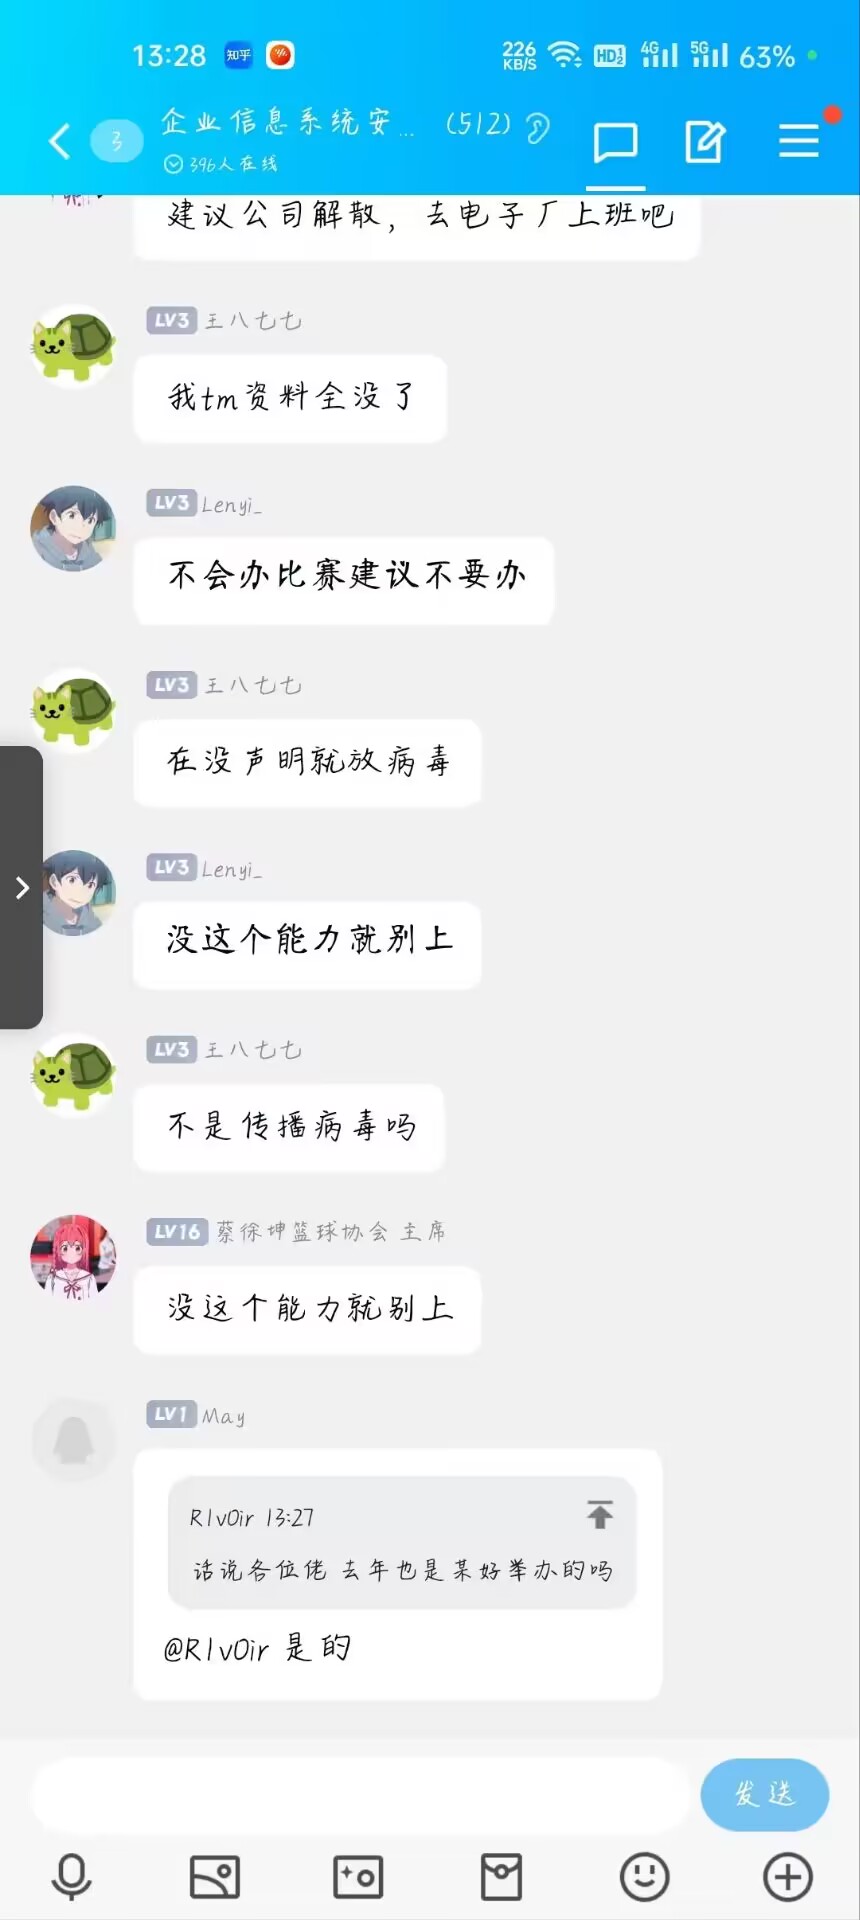 13:28 知乎 226 KB/S HD 1 2 4G 5G 63%
3 企业信息系统安... (512)
396人在线
建议公司解散，去电子厂上班吧
LV3 王八七七
我tm资料全没了
LV3 Lenyi_
不会办比赛建议不要办
LV3 王八七七
在没声明就放病毒
LV3 Lenyi_
没这个能力就别上
LV3 王八七七
不是传播病毒吗
LV16 蔡徐坤篮球协会 主席
没这个能力就别上
LV1 May
R1v0ir 13:27
话说各位佬 去年也是某好举办的吗
@R1v0ir 是的
发送